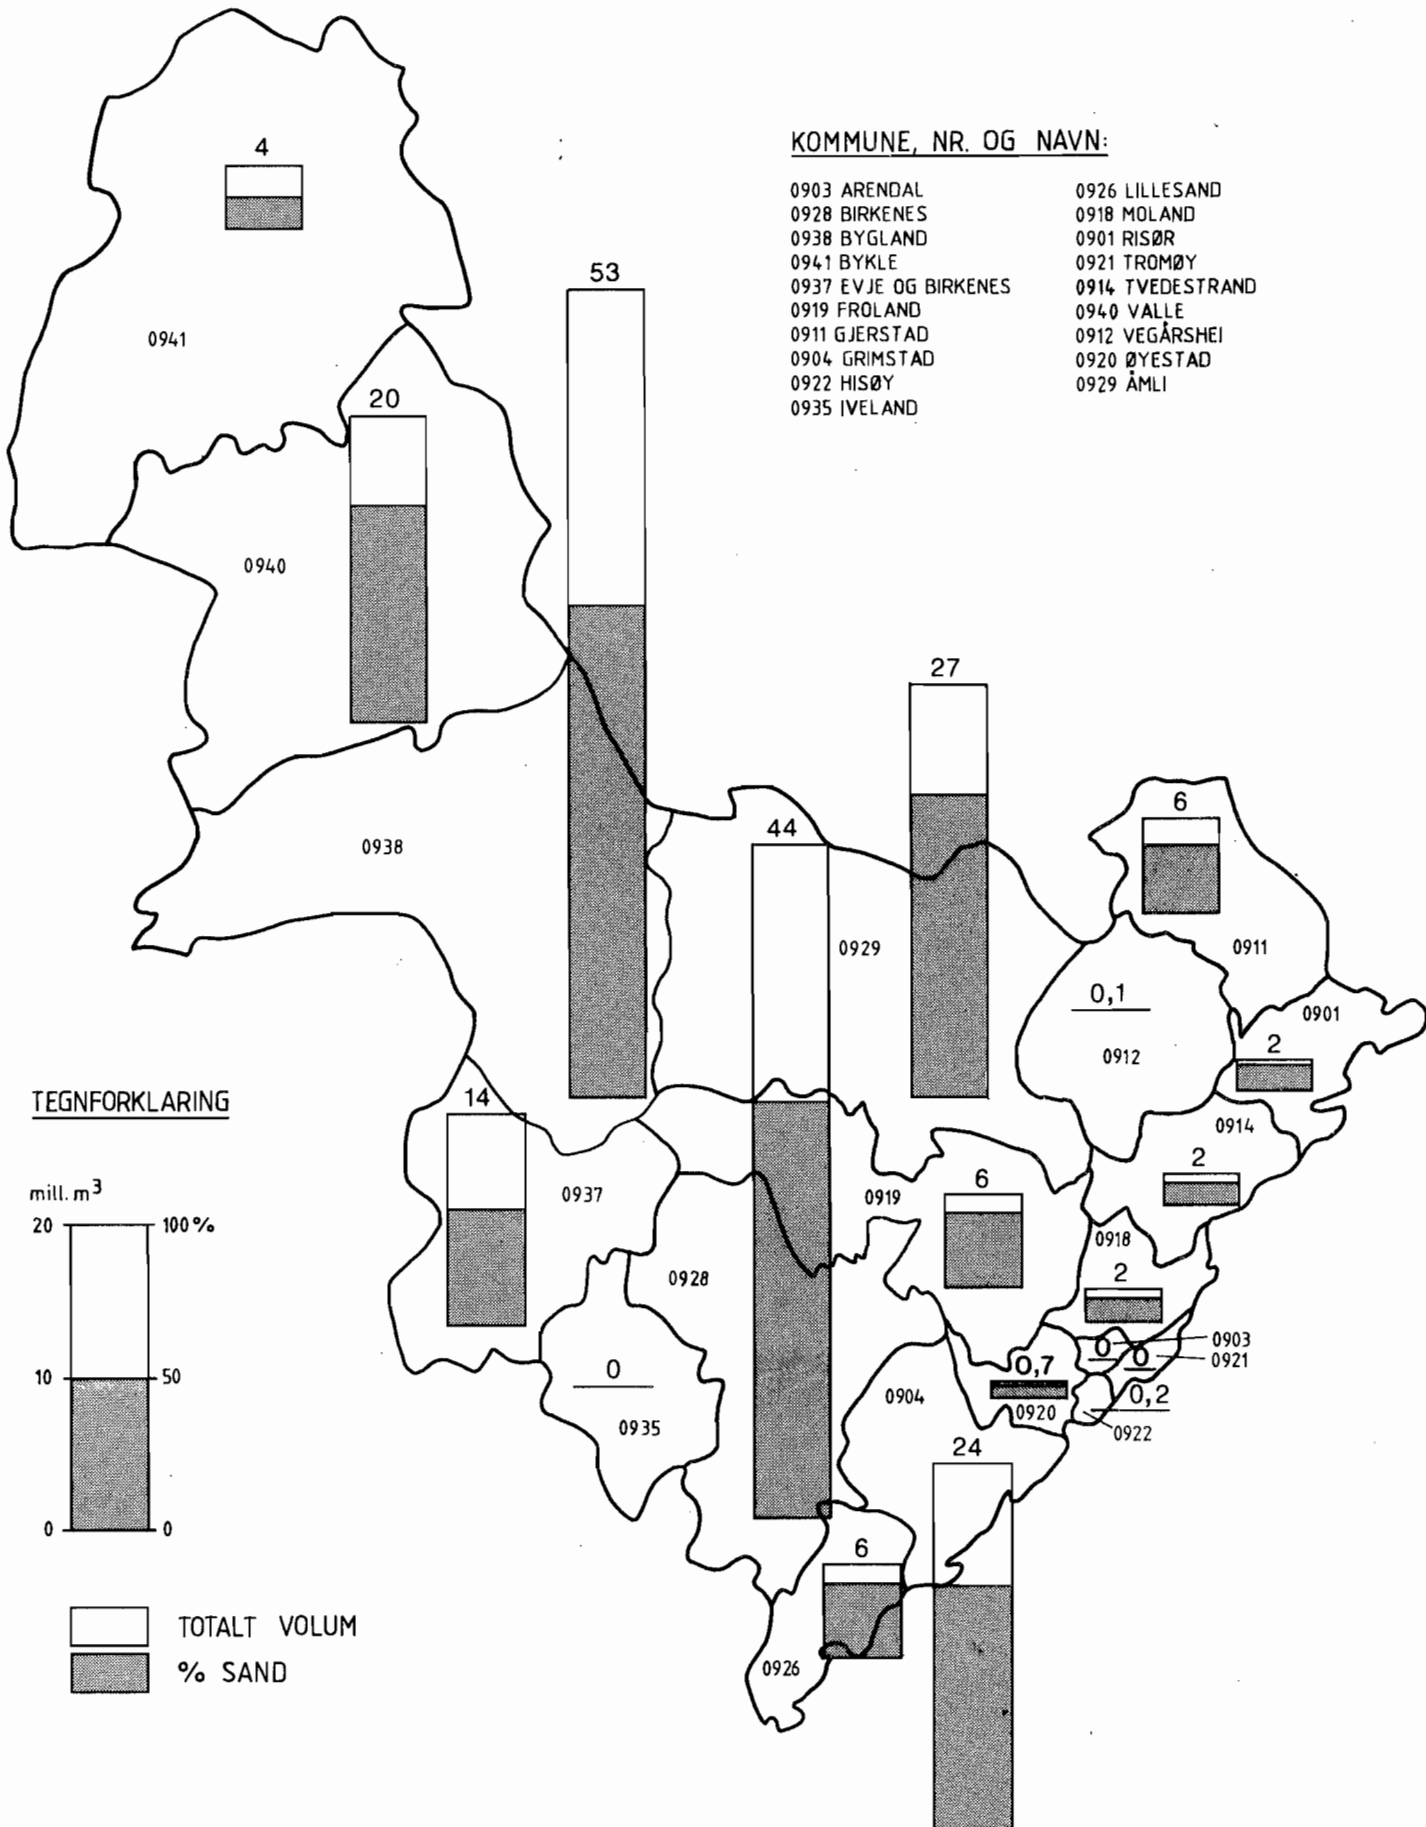 KOMMUNE, NR. OG NAVN:
0903 ARENDAL
0928 BIRKENES
0938 BYGLAND
0941 BYKLE
0937 EVJE OG BIRKENES
0919 FROLAND
0911 GJERSTAD
0904 GRIMSTAD
0922 HISØY
0935 IVELAND
0926 LILLESAND
0918 MOLAND
0901 RISØR
0921 TROMØY
0914 TVEDESTRAND
0940 VALLE
0912 VEGÅRSHEI
0920 ØYESTAD
0929 ÅMLI
4
0941
53
20
0940
27
6
44
0938
0929
0911
0,1
0901
0912
2
14
0914
2
0937
0919
6
0918
0928
2
0903
0
0
0921
0
0,7
0,2
0904
0920
0922
0935
24
6
0926
TEGNFORKLARING
mill. m³
20 100%
10 50
0 0
TOTALT VOLUM
% SAND